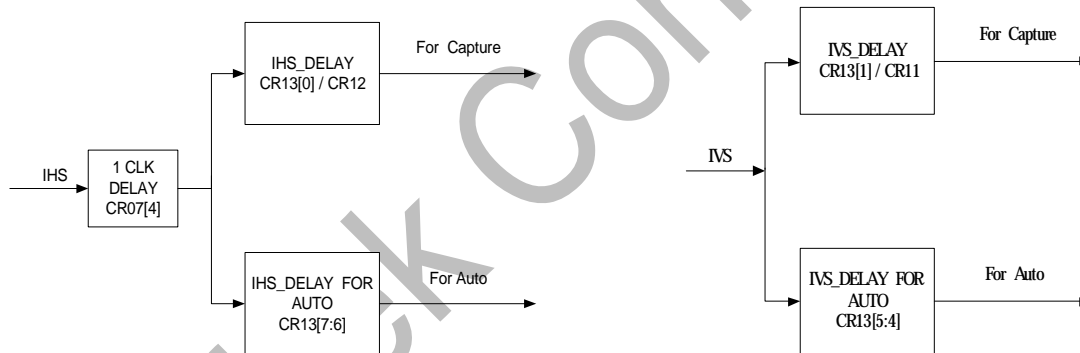 IHS
1 CLK
DELAY
CR07[4]
IHS_DELAY
CR13[0] / CR12
For Capture
IHS_DELAY FOR
AUTO
CR13[7:6]
For Auto
IVS
IVS_DELAY
CR13[1] / CR11
For Capture
IVS_DELAY FOR
AUTO
CR13[5:4]
For Auto